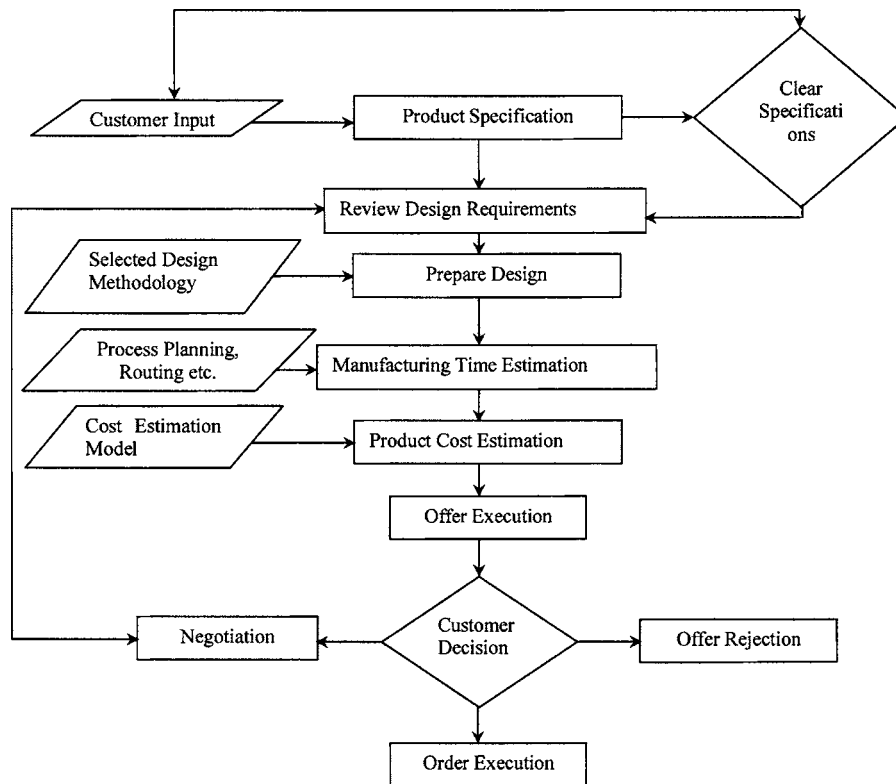 Customer Input
Product Specification
Clear
Specificati
ons
Review Design Requirements
Selected Design
Methodology
Prepare Design
Process Planning,
Routing etc.
Manufacturing Time Estimation
Cost Estimation
Model
Product Cost Estimation
Offer Execution
Negotiation
Customer
Decision
Offer Rejection
Order Execution